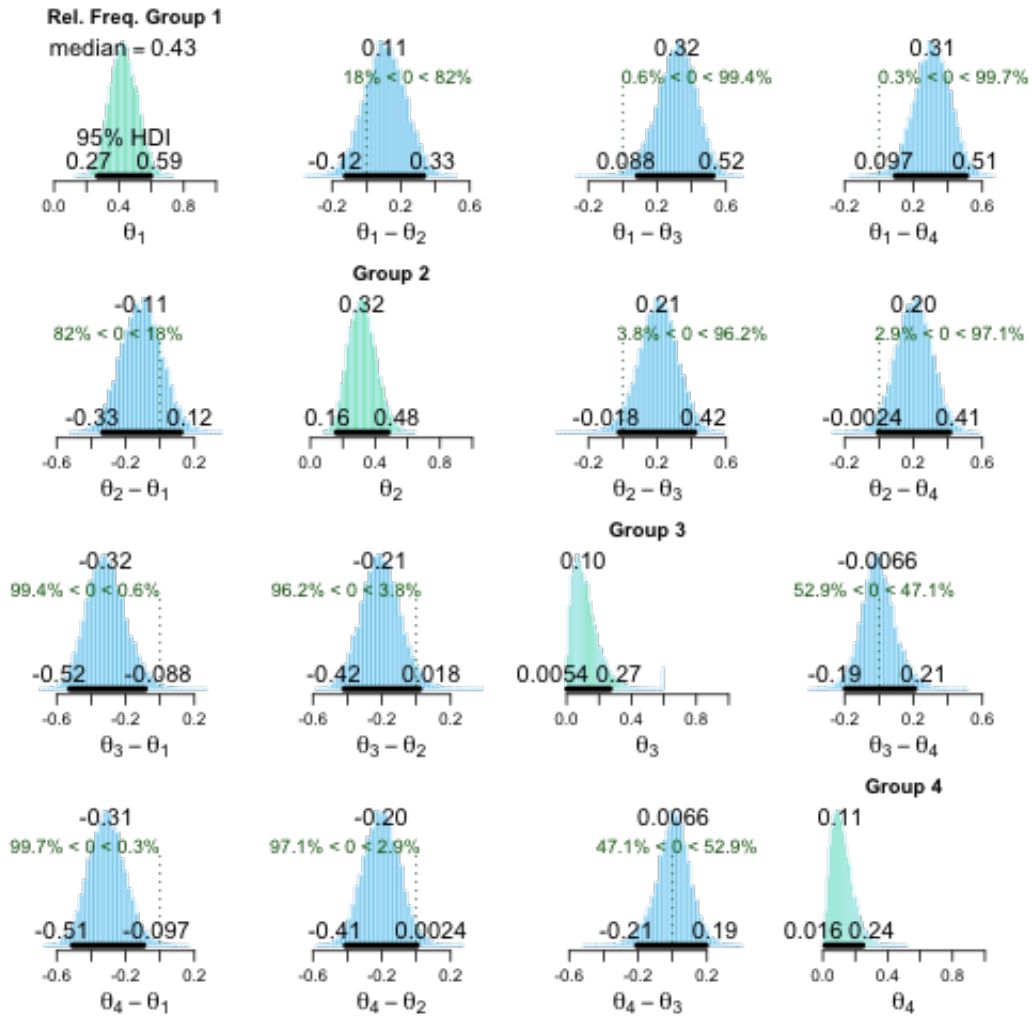 Rel. Freq. Group 1
median = 0.43
95% HDI
0.27 0.59
0.0 0.4 0.8
θ1
0.11
18% < 0 < 82%
-0.12 0.33
-0.2 0.2 0.6
θ1 − θ2
0.32
0.6% < 0 < 99.4%
0.088 0.52
-0.2 0.2 0.6
θ1 − θ3
0.31
0.3% < 0 < 99.7%
0.097 0.51
-0.2 0.2 0.6
θ1 − θ4
-0.11
82% < 0 < 18%
-0.33 0.12
-0.6 -0.2 0.2
θ2 − θ1
Group 2
0.32
0.16 0.48
0.0 0.4 0.8
θ2
0.21
3.8% < 0 < 96.2%
-0.018 0.42
-0.2 0.2 0.6
θ2 − θ3
0.20
2.9% < 0 < 97.1%
-0.0024 0.41
-0.2 0.2 0.6
θ2 − θ4
-0.32
99.4% < 0 < 0.6%
-0.52 -0.088
-0.6 -0.2 0.2
θ3 − θ1
-0.21
96.2% < 0 < 3.8%
-0.42 0.018
-0.6 -0.2 0.2
θ3 − θ2
Group 3
0.10
0.0054 0.27
0.0 0.4 0.8
θ3
-0.0066
52.9% < 0 < 47.1%
-0.19 0.21
-0.2 0.2 0.6
θ3 − θ4
-0.31
99.7% < 0 < 0.3%
-0.51 -0.097
-0.6 -0.2 0.2
θ4 − θ1
-0.20
97.1% < 0 < 2.9%
-0.41 0.0024
-0.6 -0.2 0.2
θ4 − θ2
0.0066
47.1% < 0 < 52.9%
-0.21 0.19
-0.6 -0.2 0.2
θ4 − θ3
Group 4
0.11
0.016 0.24
0.0 0.4 0.8
θ4